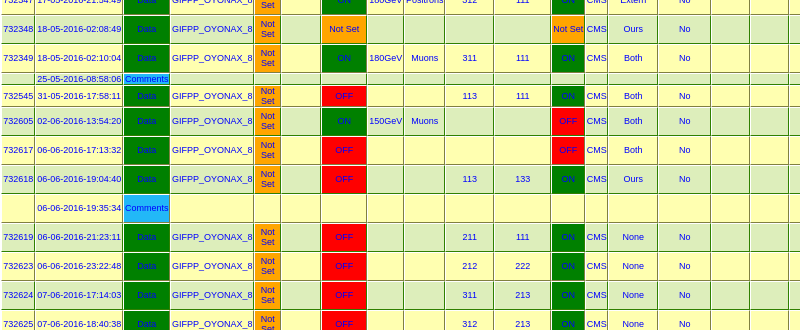 732347 17-05-2016-21:54:49 Data GIFPP_OYONAX_8 Not Set ON 180GeV Positrons 312 111 ON CMS Extern No
732348 18-05-2016-02:08:49 Data GIFPP_OYONAX_8 Not Set Not Set Not Set CMS Ours No
732349 18-05-2016-02:10:04 Data GIFPP_OYONAX_8 Not Set ON 180GeV Muons 311 111 ON CMS Both No
25-05-2016-08:58:06 Comments
732545 31-05-2016-17:58:11 Data GIFPP_OYONAX_8 Not Set OFF 113 111 ON CMS Both No
732605 02-06-2016-13:54:20 Data GIFPP_OYONAX_8 Not Set ON 150GeV Muons OFF CMS Both No
732617 06-06-2016-17:13:32 Data GIFPP_OYONAX_8 Not Set OFF OFF CMS Both No
732618 06-06-2016-19:04:40 Data GIFPP_OYONAX_8 Not Set OFF 113 133 ON CMS Ours No
06-06-2016-19:35:34 Comments
732619 06-06-2016-21:23:11 Data GIFPP_OYONAX_8 Not Set OFF 211 111 ON CMS None No
732623 06-06-2016-23:22:48 Data GIFPP_OYONAX_8 Not Set OFF 212 222 ON CMS None No
732624 07-06-2016-17:14:03 Data GIFPP_OYONAX_8 Not Set OFF 311 213 ON CMS None No
732625 07-06-2016-18:40:38 Data GIFPP_OYONAX_8 Not Set OFF 312 213 ON CMS None No